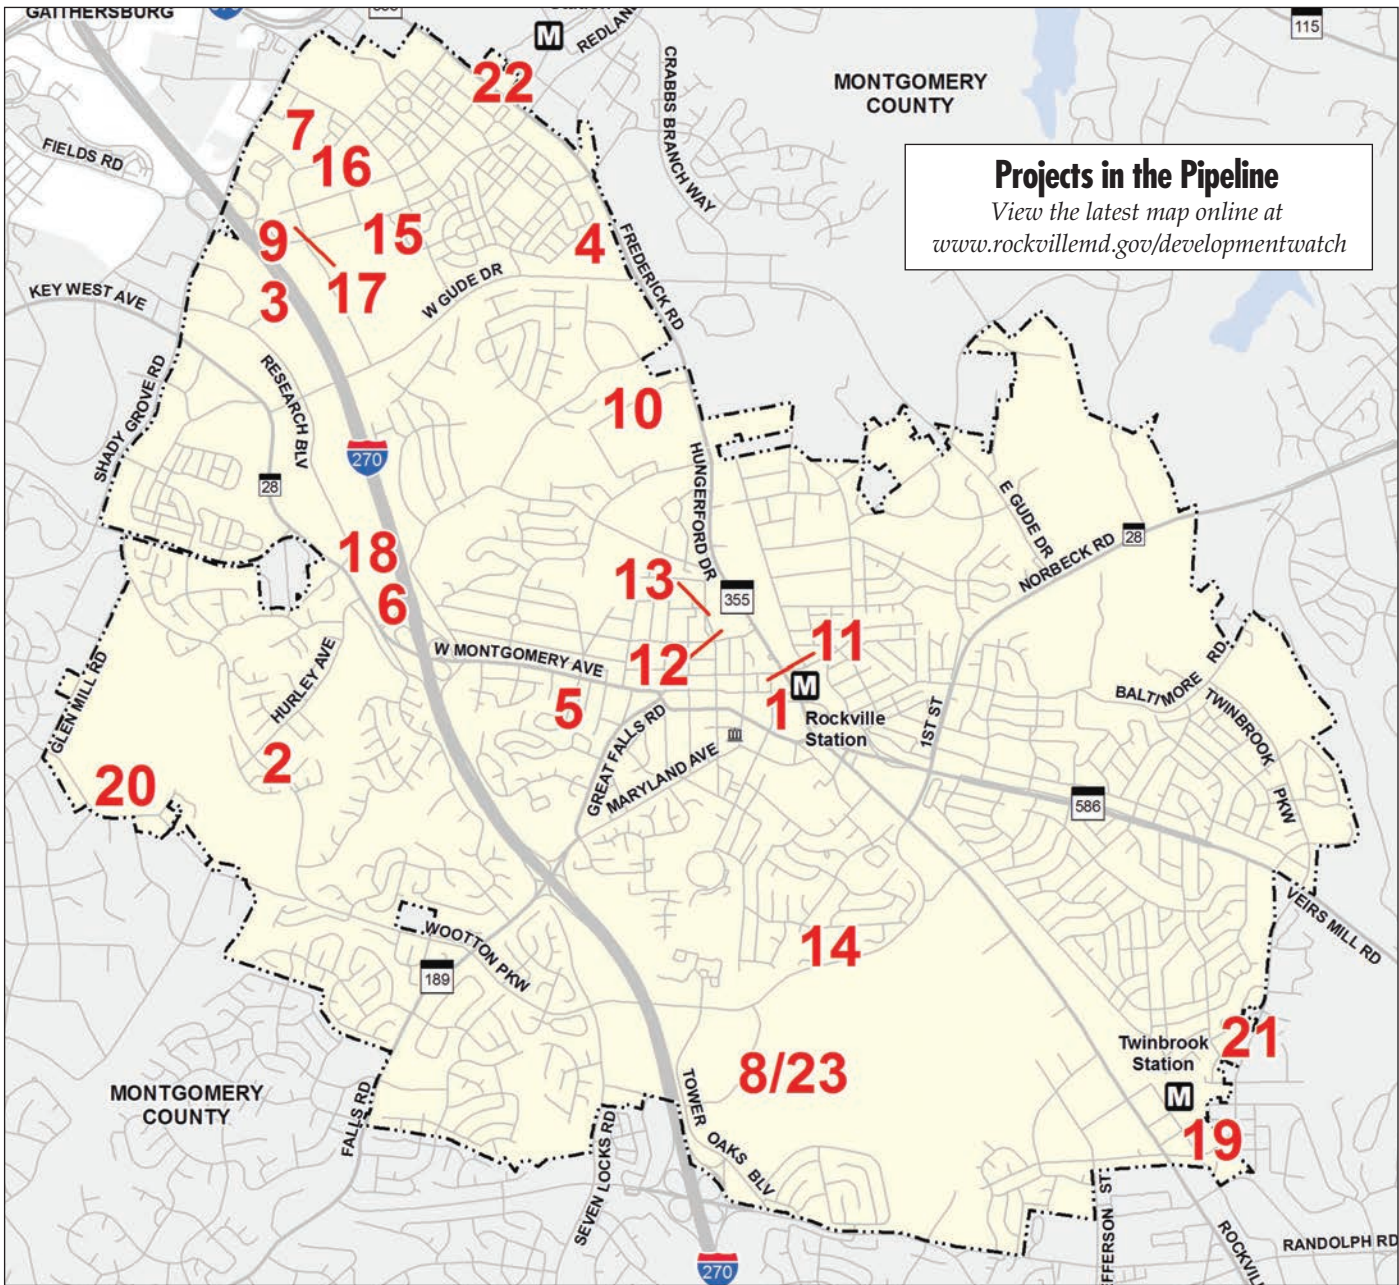 GAITHERSBURG
REDLAN
M
115
CRABBS BRANCH WAY
MONTGOMERY
COUNTY
22
7
16
FIELDS RD
Projects in the Pipeline
View the latest map online at
www.rockvillemd.gov/developmentwatch
9
15
4
FREDERICK RD
17
3
W GUDE DR
KEY WEST AVE
RESEARCH BLV
SHADY GROVE RD
10
270
HUNGERFORD DR
28
E GUDE DR
NORBECK RD
28
18
6
13
355
12
11
W MONTGOMERY AVE
M
Rockville
Station
1
5
GREAT FALLS RD
MARYLAND AVE
1ST ST
HURLEY AVE
GLEN MILL RD
2
20
BALTIMORE RD
TWINBROOK PKW
586
VEIRS MILL RD
14
WOOTTON PKW
189
8/23
21
Twinbrook
Station
M
19
MONTGOMERY
COUNTY
FALLS RD
SEVEN LOCKS RD
TOWER OAKS BLV
270
EFFERSON ST
ROCKVIL
RANDOLPH RD